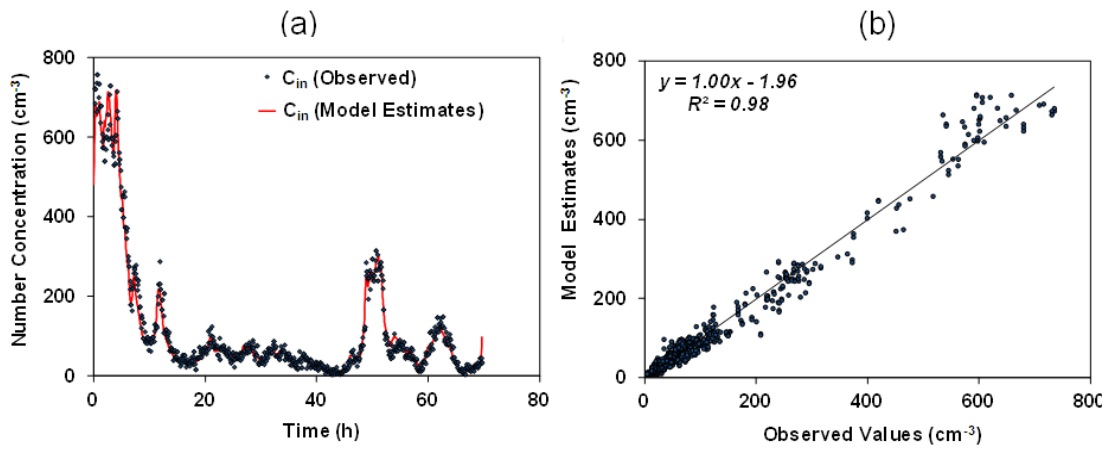 (a)
800
600
400
200
0
0 20 40 60 80
Number Concentration (cm-3)
Time (h)
Cin (Observed)
Cin (Model Estimates)
(b)
800
600
400
200
0
0 200 400 600 800
Model Estimates (cm-3)
Observed Values (cm-3)
y = 1.00x - 1.96
R² = 0.98